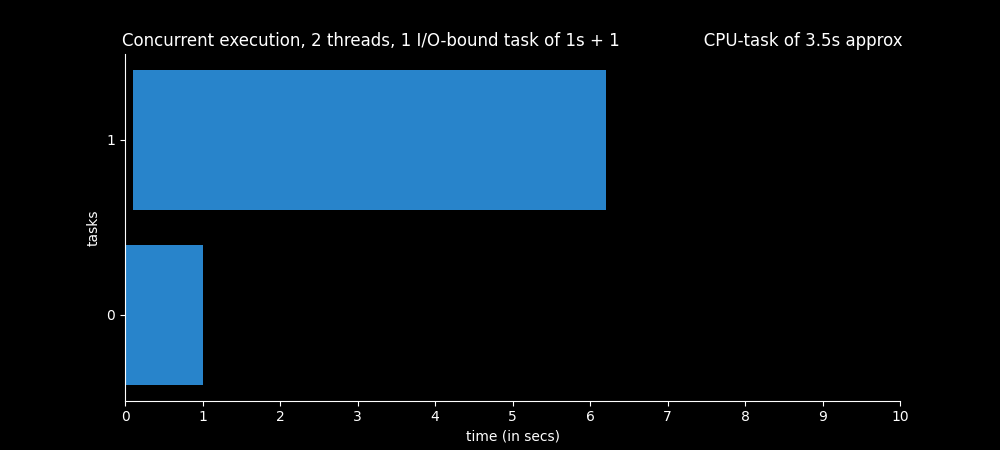 Concurrent execution, 2 threads, 1 I/O-bound task of 1s + 1 CPU-task of 3.5s approx
1
tasks
0
0 1 2 3 4 5 6 7 8 9 10
time (in secs)